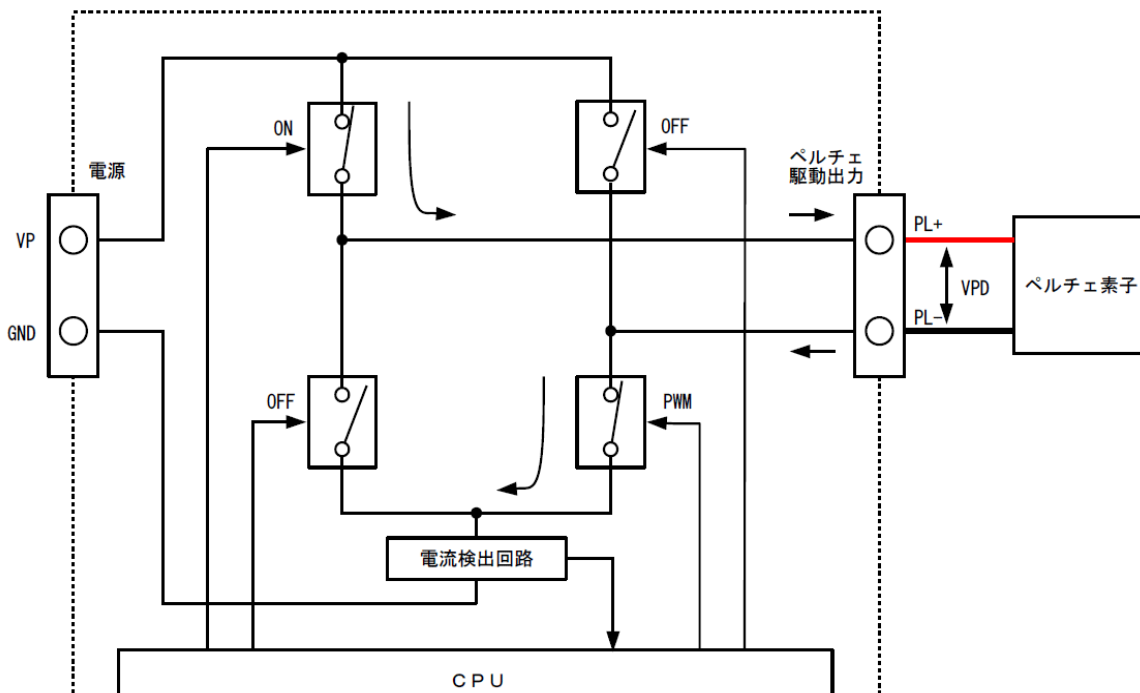 電源
VP
GND
ON
OFF
OFF
PWM
ペルチェ
駆動出力
PL+
VPD
PL-
ペルチェ素子
電流検出回路
CPU